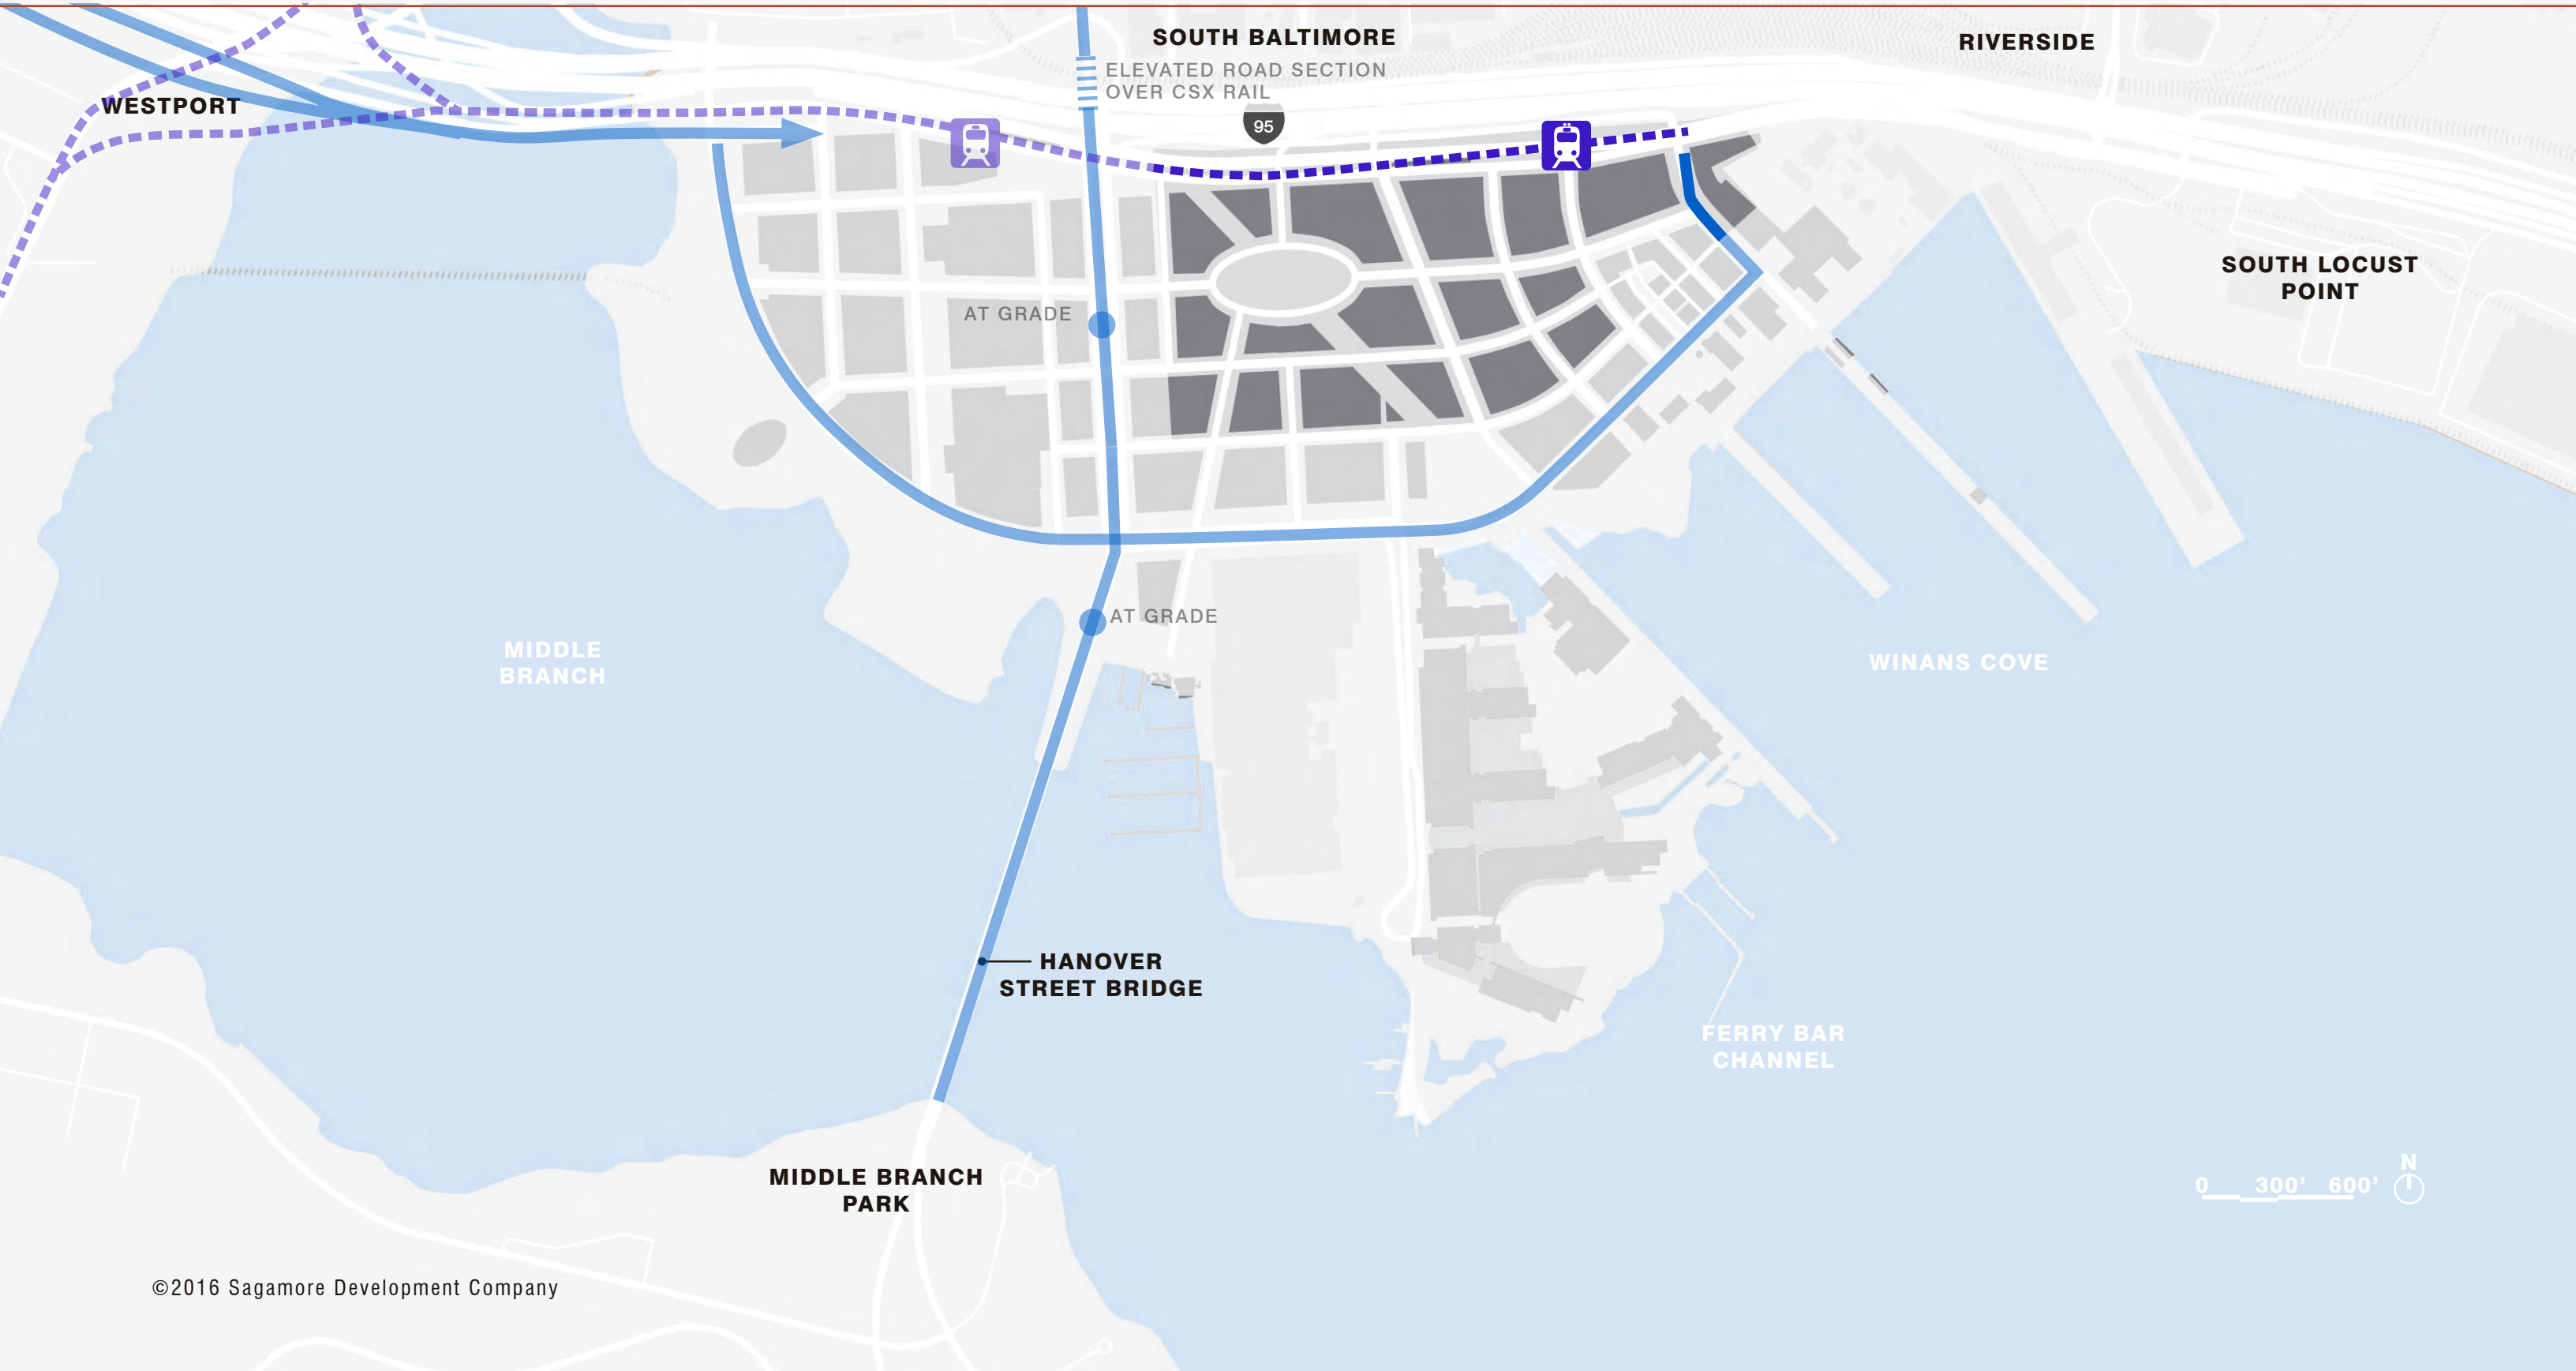 SOUTH BALTIMORE
RIVERSIDE
ELEVATED ROAD SECTION
OVER CSX RAIL
WESTPORT
95
SOUTH LOCUST
POINT
AT GRADE
AT GRADE
MIDDLE
BRANCH
WINANS COVE
HANOVER
STREET BRIDGE
FERRY BAR
CHANNEL
MIDDLE BRANCH
PARK
N
0 300’ 600’
©2016 Sagamore Development Company